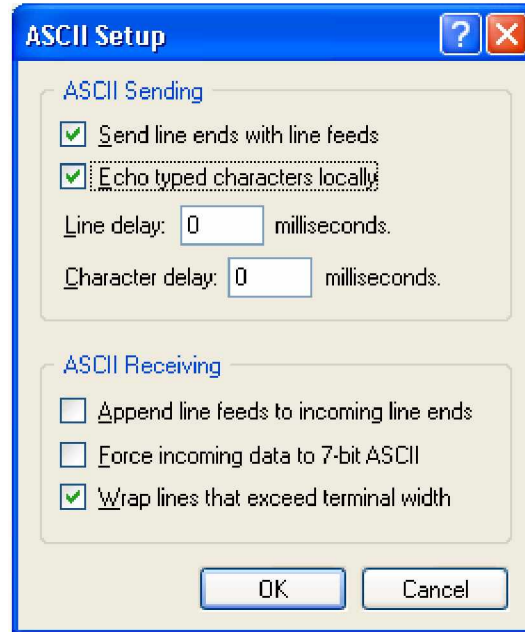 ASCII Setup
ASCII Sending
Send line ends with line feeds
Echo typed characters locally
Line delay: 0 milliseconds.
Character delay: 0 milliseconds.
ASCII Receiving
Append line feeds to incoming line ends
Force incoming data to 7-bit ASCII
Wrap lines that exceed terminal width
OK Cancel